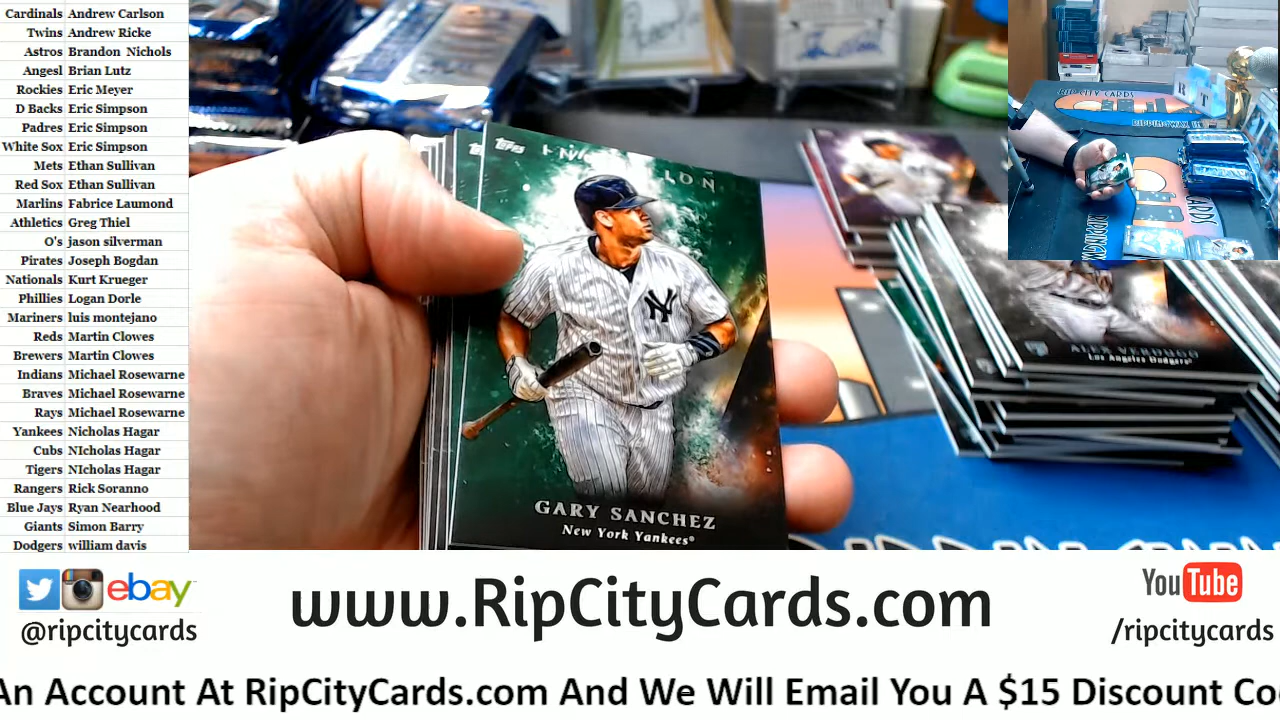 Cardinals Andrew Carlson
Twins Andrew Ricke
Astros Brandon Nichols
Angesl Brian Lutz
Rockies Eric Meyer
D Backs Eric Simpson
Padres Eric Simpson
White Sox Eric Simpson
Mets Ethan Sullivan
Red Sox Ethan Sullivan
Marlins Fabrice Laumond
Athletics Greg Thiel
O's jason silverman
Pirates Joseph Bogdan
Nationals Kurt Krueger
Phillies Logan Dorle
Mariners luis montejano
Reds Martin Clowes
Brewers Martin Clowes
Indians Michael Rosewarne
Braves Michael Rosewarne
Rays Michael Rosewarne
Yankees Nicholas Hagar
Cubs NIcholas Hagar
Tigers NIcholas Hagar
Rangers Rick Soranno
Blue Jays Ryan Nearhood
Giants Simon Barry
Dodgers william davis
TOPPS
NY
GARY SANCHEZ
New York Yankees®
ALEX VERDUGO
Los Angeles Dodgers®
RIP CITY CARDS
R T
ebay
@ripcitycards
www.RipCityCards.com
YouTube
/ripcitycards
An Account At RipCityCards.com And We Will Email You A $15 Discount Co